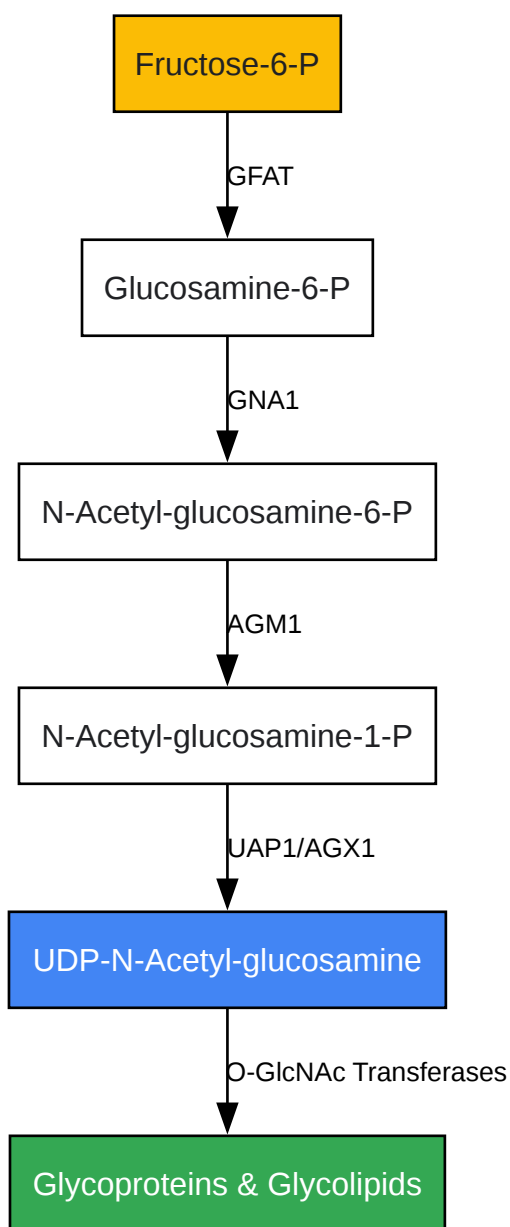 Fructose-6-P
GFAT
Glucosamine-6-P
GNA1
N-Acetyl-glucosamine-6-P
AGM1
N-Acetyl-glucosamine-1-P
UAP1/AGX1
UDP-N-Acetyl-glucosamine
O-GlcNAc Transferases
Glycoproteins & Glycolipids